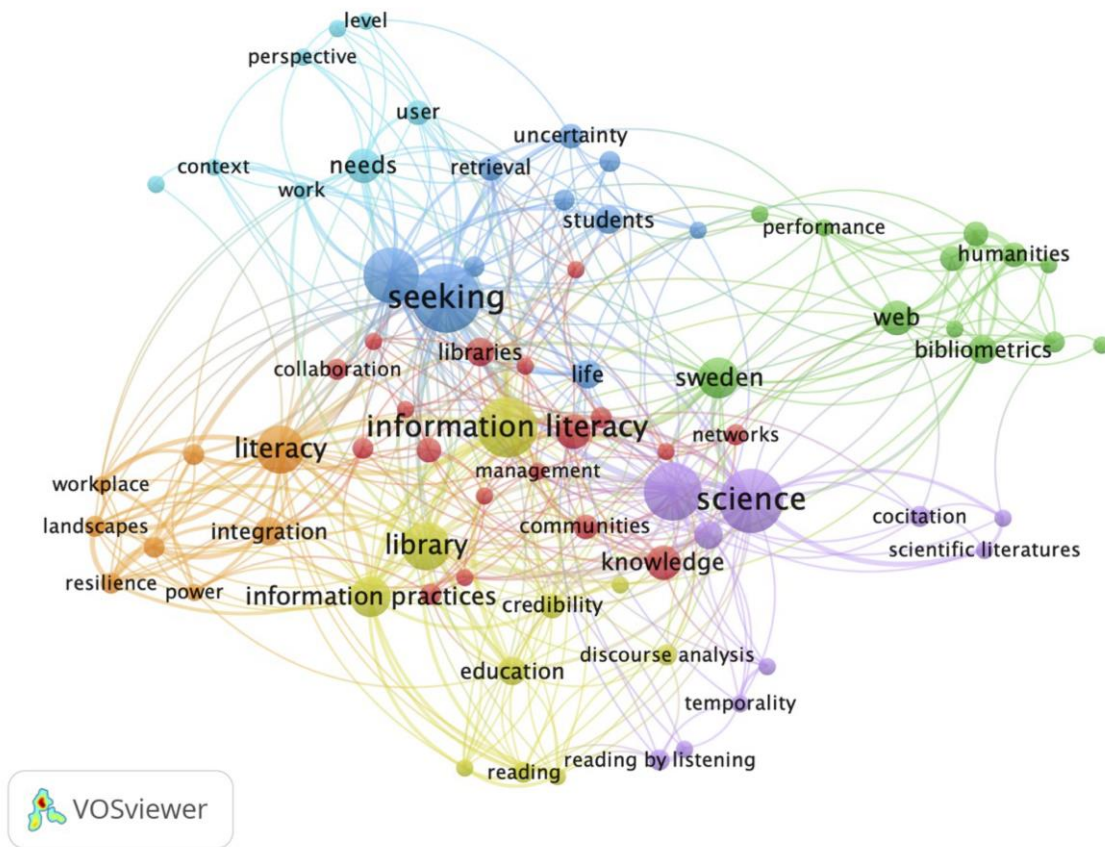 level
perspective
user
uncertainty
context
needs
retrieval
work
students
performance
humanities
seeking
web
bibliometrics
libraries
collaboration
life
sweden
information literacy
literacy
networks
management
workplace
science
landscapes
integration
communities
cocitation
library
scientific literatures
knowledge
resilience
power
information practices
credibility
discourse analysis
education
temporality
reading by listening
reading
VOSviewer